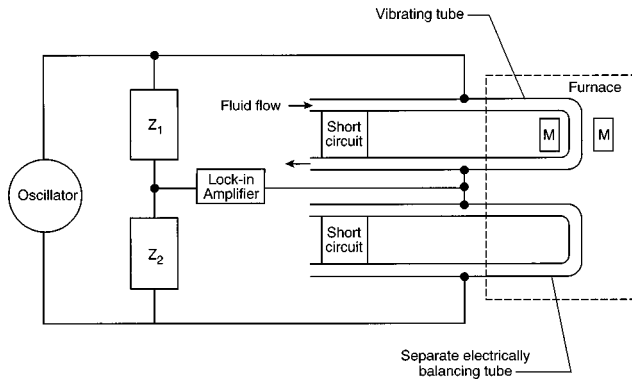 Vibrating tube
Furnace
Fluid flow
Z1
Short
circuit
M
M
Oscillator
Lock-in
Amplifier
Z2
Short
circuit
Separate electrically
balancing tube